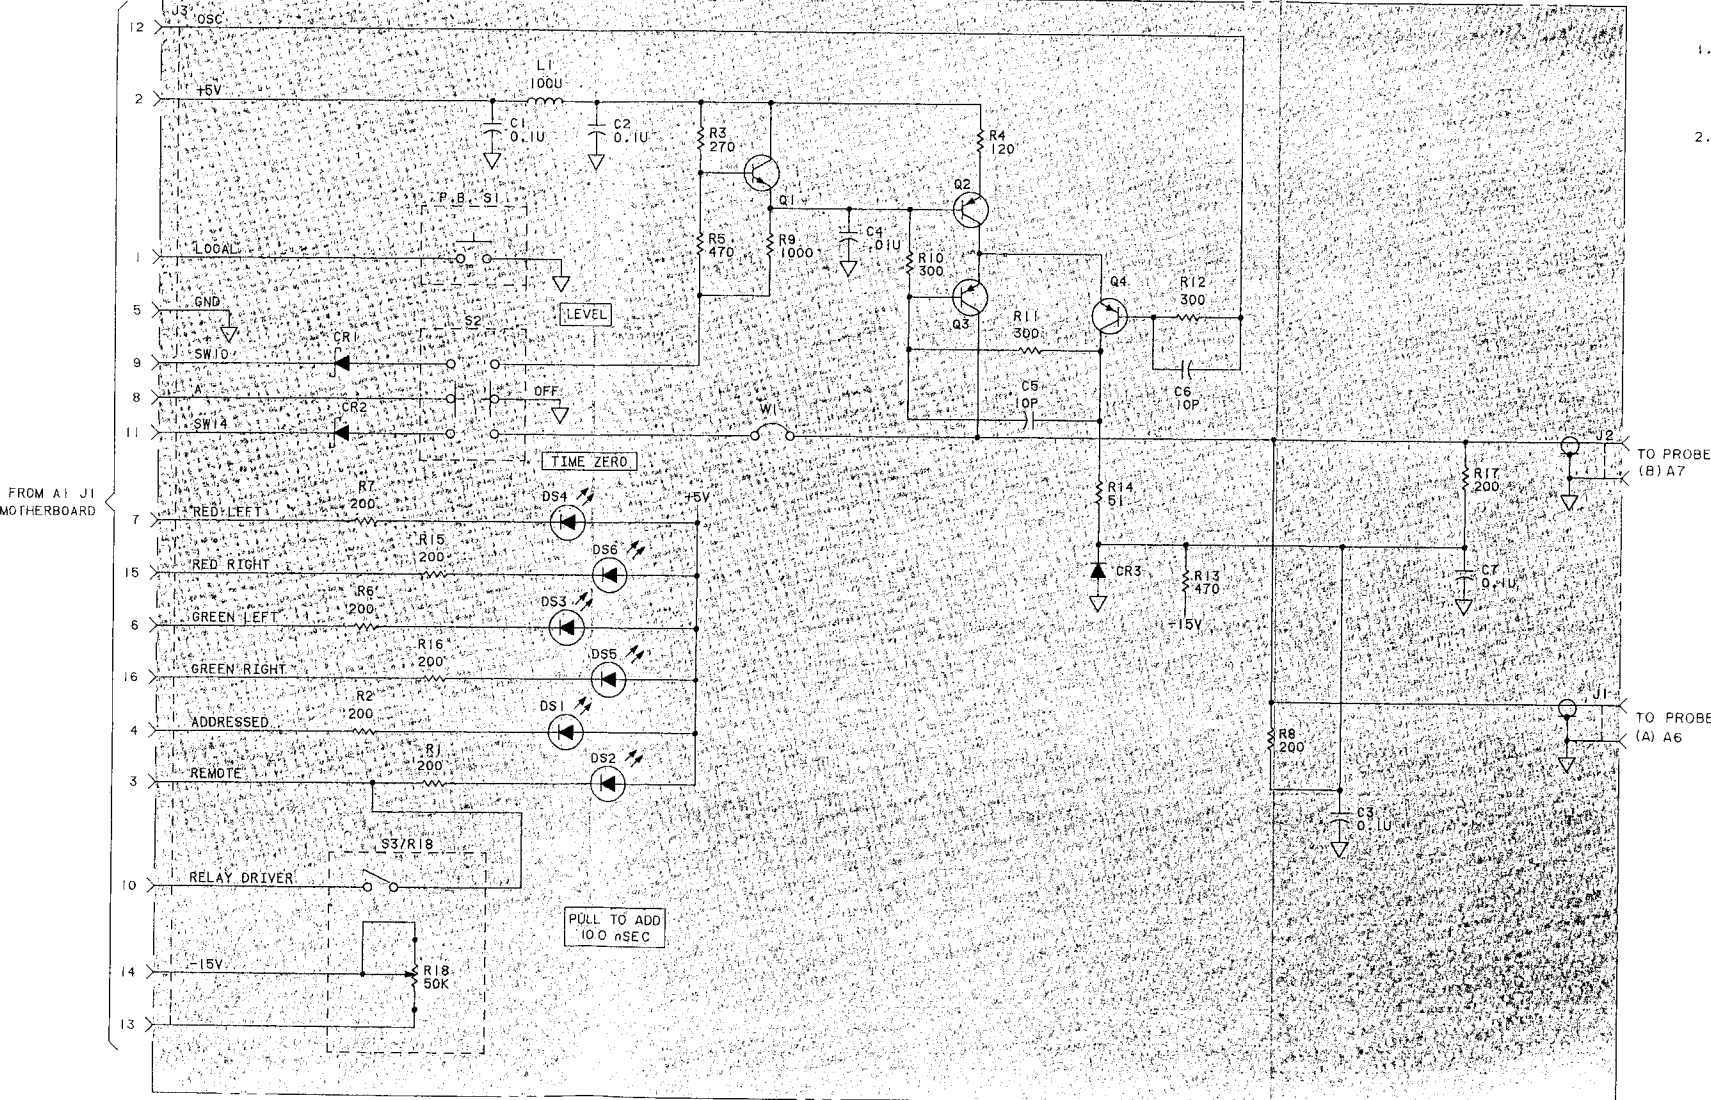 J3
12
OSC
1.
L1
100U
2
+5V
C1
0.1U
C2
0.1U
R3
270
R4
120
2.
P.B. S1
Q1
Q2
1
LOCAL
R5
470
R9
1000
C4
.01U
R10
300
Q4
R12
300
5
GND
LEVEL
S2
Q3
R11
300
CR1
9
SW10
8
A
OFF
C5
10P
C6
10P
CR2
W1
11
SW14
J2
TO PROBE
(B) A7
TIME ZERO
R17
200
FROM A1 J1
MOTHERBOARD
R7
200
DS4
+5V
R14
51
7
RED LEFT
R15
200
DS6
15
RED RIGHT
CR3
R13
470
C7
0.1U
R6
200
DS3
6
GREEN LEFT
-15V
R16
200
DS5
16
GREEN RIGHT
R2
200
DS1
J1
TO PROBE
(A) A6
4
ADDRESSED
R8
200
R1
200
DS2
3
REMOTE
C3
0.1U
S3/R18
10
RELAY DRIVER
PULL TO ADD
100 nSEC
14
-15V
R18
50K
13